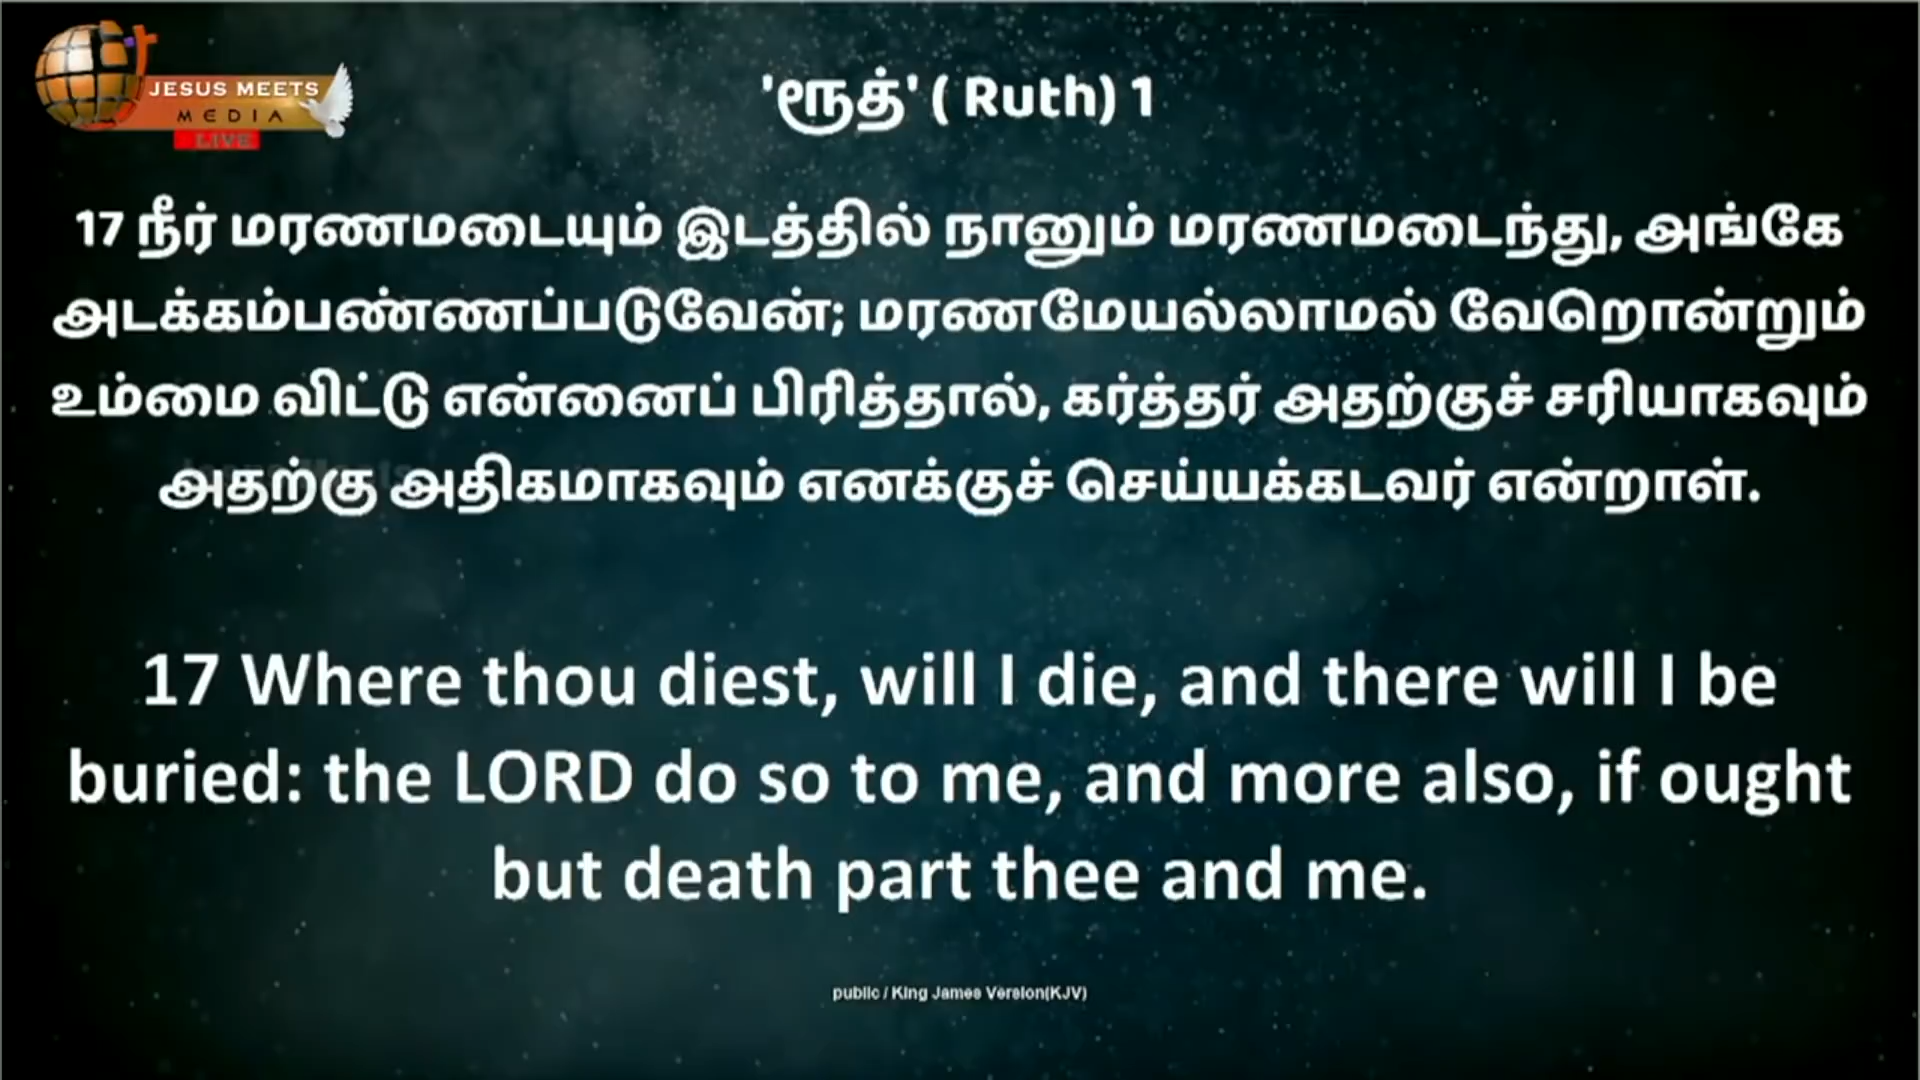 JESUS MEETS
MEDIA
LIVE
'ரூத்' ( Ruth) 1
17 நீர் மரணமடையும் இடத்தில் நானும் மரணமடைந்து, அங்கே
அடக்கம்பண்ணப்படுவேன்; மரணமேயல்லாமல் வேறொன்றும்
உம்மை விட்டு என்னைப் பிரித்தால், கர்த்தர் அதற்குச் சரியாகவும்
அதற்கு அதிகமாகவும் எனக்குச் செய்யக்கடவர் என்றாள்.
17 Where thou diest, will I die, and there will I be
buried: the LORD do so to me, and more also, if ought
but death part thee and me.
public / King James Version(KJV)